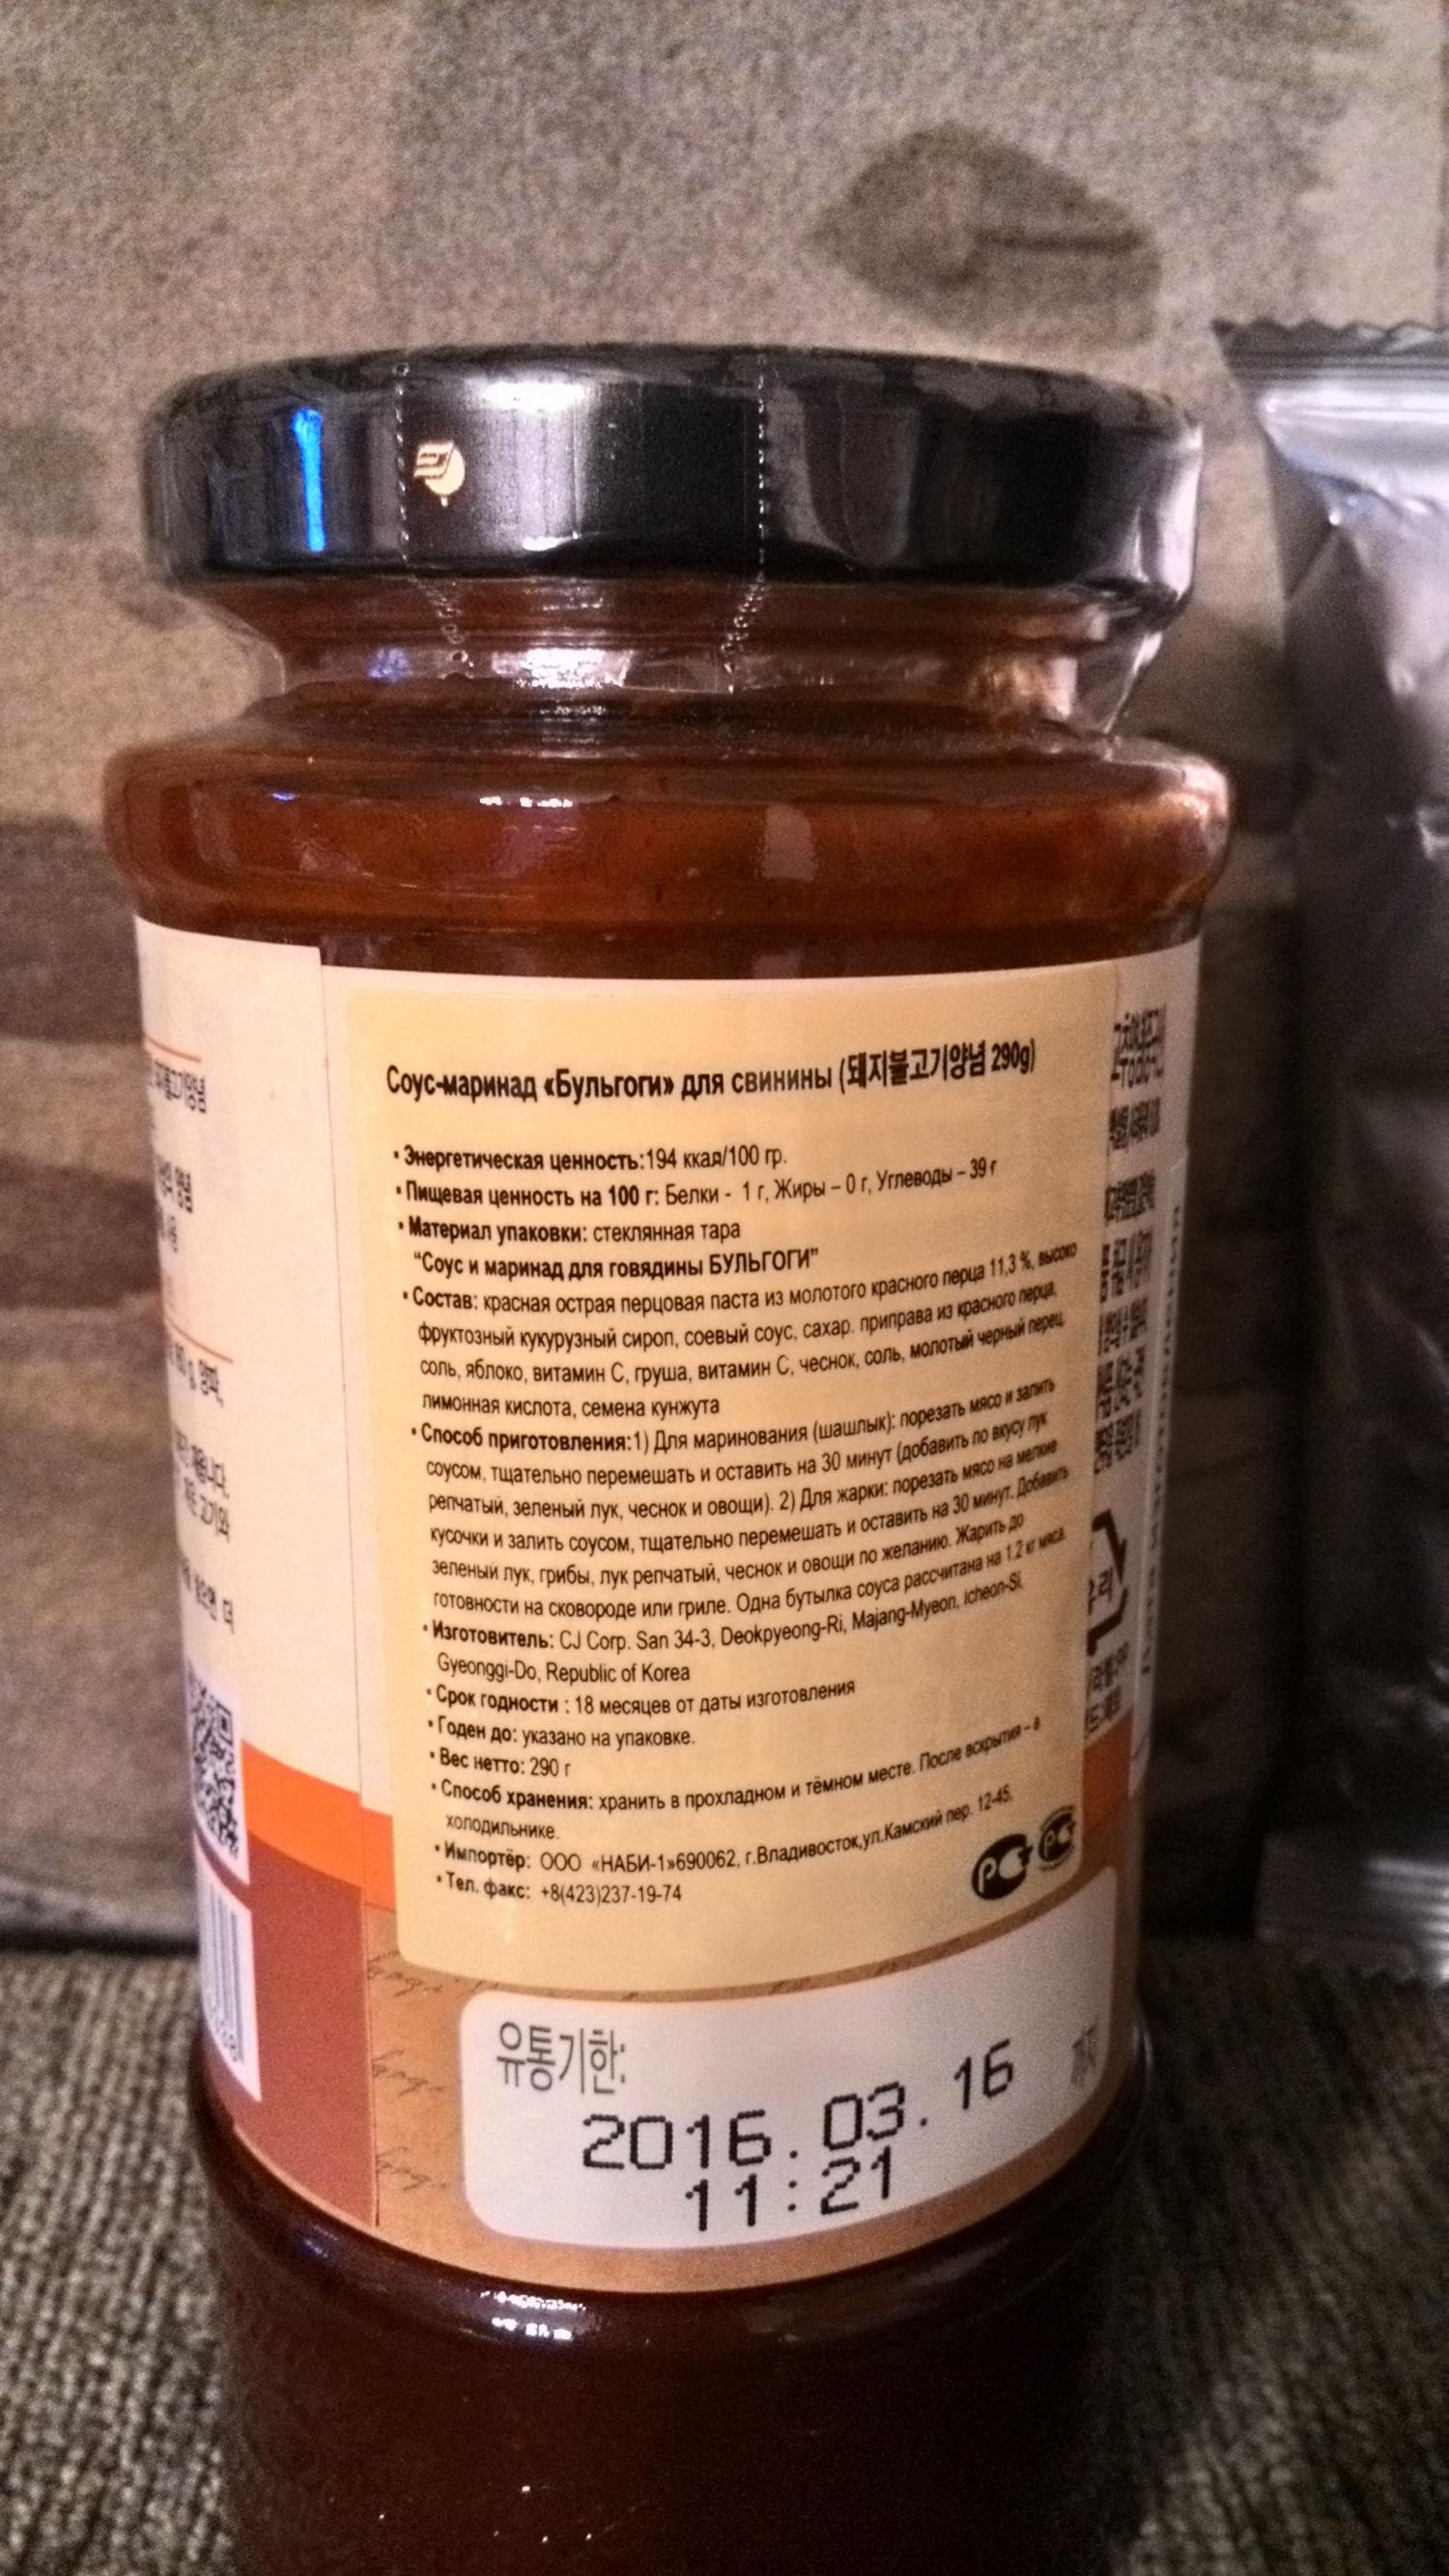 Соус-маринад «Бульгоги» для свинины (돼지불고기양념 290g)
• Энергетическая ценность:194 ккал/100 гр.
• Пищевая ценность на 100 г: Белки - 1 г, Жиры – 0 г, Углеводы – 39 г
• Материал упаковки: стеклянная тара
“Соус и маринад для говядины БУЛЬГОГИ”
• Состав: красная острая перцовая паста из молотого красного перца 11,3 %, высоко
фруктозный кукурузный сироп, соевый соус, сахар. приправа из красного перца,
соль, яблоко, витамин С, груша, витамин С, чеснок, соль, молотый черный перец,
лимонная кислота, семена кунжута
• Способ приготовления:1) Для маринования (шашлык): порезать мясо и залить
соусом, тщательно перемешать и оставить на 30 минут (добавить по вкусу лук
репчатый, зеленый лук, чеснок и овощи). 2) Для жарки: порезать мясо на мелкие
кусочки и залить соусом, тщательно перемешать и оставить на 30 минут. Добавить
зеленый лук, грибы, лук репчатый, чеснок и овощи по желанию. Жарить до
готовности на сковороде или гриле. Одна бутылка соуса рассчитана на 1.2 кг мяса.
• Изготовитель: CJ Corp. San 34-3, Deokpyeong-Ri, Majang-Myeon, Icheon-Si,
Gyeonggi-Do, Republic of Korea
• Срок годности : 18 месяцев от даты изготовления
• Годен до: указано на упаковке.
• Вес нетто: 290 г
• Способ хранения: хранить в прохладном и тёмном месте. После вскрытия – в
холодильнике.
• Импортёр: ООО «НАБИ-1»690062, г.Владивосток,ул.Камский пер. 12-45,
• Тел. факс: +8(423)237-19-74
유통기한:
2016.03.16
11:21